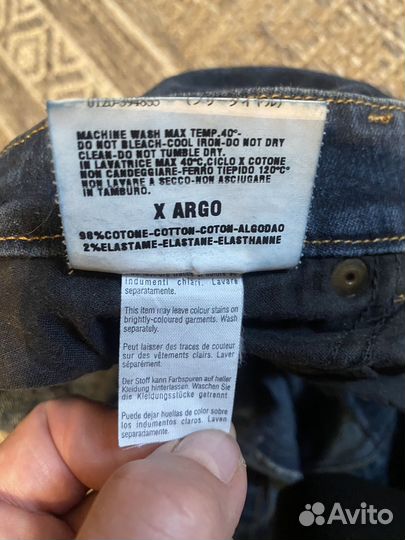 0120-394855
MACHINE WASH MAX TEMP.40°-
DO NOT BLEACH-COOL IRON-DO NOT DRY
CLEAN-DO NOT TUMBLE DRY.
IN LAVATRICE MAX 40°C,CICLO X COTONE
NON CANDEGGIARE-FERRO TIEPIDO 120°C
NON LAVARE A SECCO-NON ASCIUGARE
IN TAMBURO.
X ARGO
98%COTONE-COTTON-COTON-ALGODAO
2%ELASTAME-ELASTANE-ELASTHANNE
indumenti chiari. Lavare
separatamente.
This item may leave colour stains on
brightly-coloured garments. Wash
separately.
Peut laisser des traces de couleur
sur des vêtements clairs. Laver
séparément.
Der Stoff kann Farbspuren auf heller
Kleidung hinterlassen. Waschen Sie
die Kleidungsstücke getrennt.
Puede dejar huellas de color sobre
los indumentos claros. Lavar
separadamente.
Avito